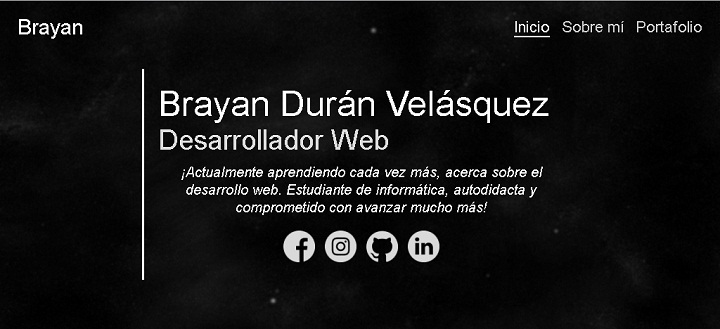 Brayan
Inicio Sobre mí Portafolio
Brayan Durán Velásquez
Desarrollador Web
¡Actualmente aprendiendo cada vez más, acerca sobre el
desarrollo web. Estudiante de informática, autodidacta y
comprometido con avanzar mucho más!